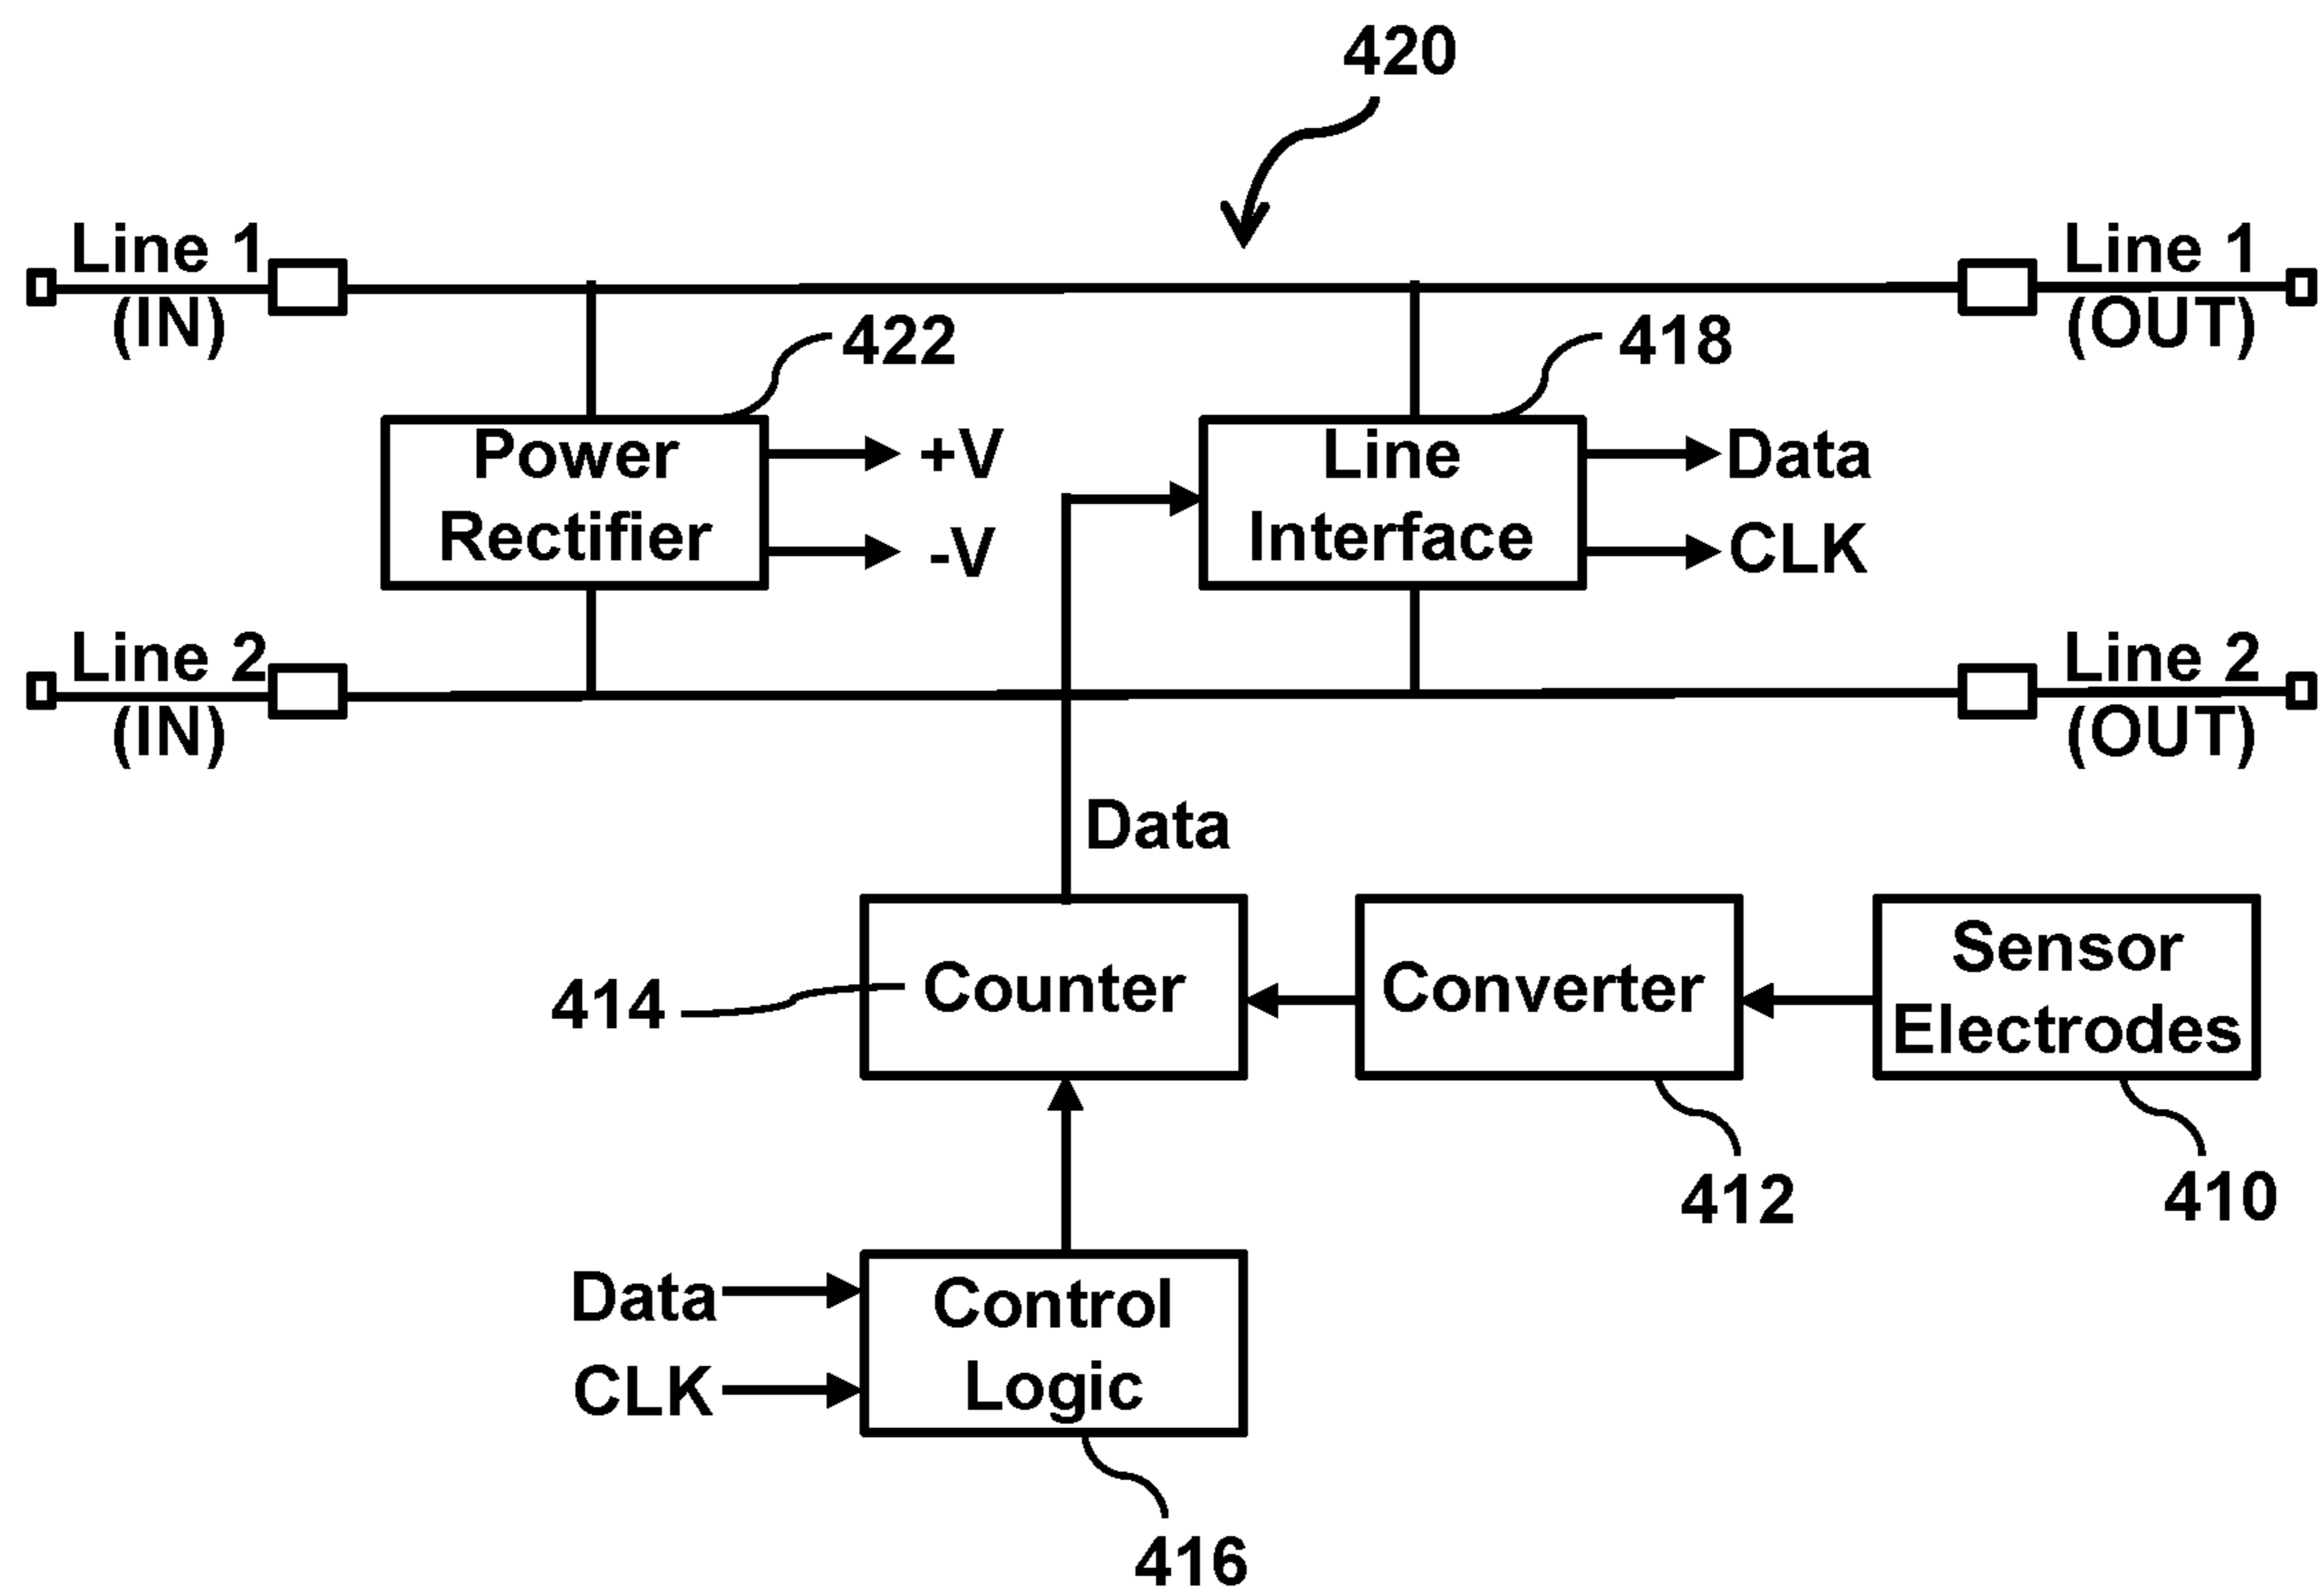 420
Line 1
(IN)
Line 1
(OUT)
422
418
Power
Rectifier
+V
-V
Line
Interface
Data
CLK
Line 2
(IN)
Line 2
(OUT)
Data
414
Counter
Converter
Sensor
Electrodes
412
410
Data
CLK
Control
Logic
416